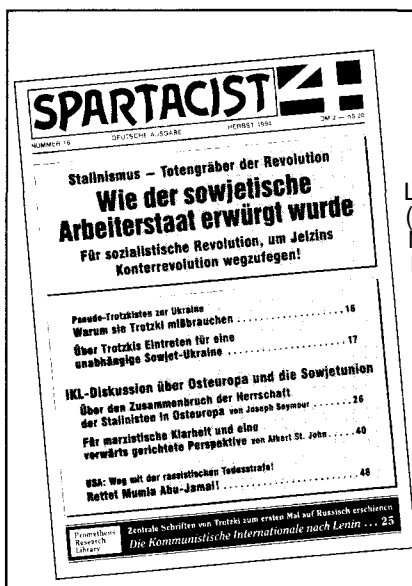 SPARTACIST
NUMMER 16 DEUTSCHE AUSGABE HERBST 1994 DM 2 — öS 20
Stalinismus – Totengräber der Revolution
Wie der sowjetische
Arbeiterstaat erwürgt wurde
Für sozialistische Revolution, um Jelzins
Konterrevolution wegzufegen!
Pseudo-Trotzkisten zur Ukraine
Warum sie Trotzki mißbrauchen . . . . . . . . . . . . . 16
Über Trotzkis Eintreten für eine
unabhängige Sowjet-Ukraine . . . . . . . . . . . . . . . 17
IKL-Diskussion über Osteuropa und die Sowjetunion
Über den Zusammenbruch der Herrschaft
der Stalinisten in Osteuropa von Joseph Seymour . . . . . . . 26
Für marxistische Klarheit und eine
vorwärts gerichtete Perspektive von Albert St. John . . . . 40
USA: Weg mit der rassistischen Todesstrafe!
Rettet Mumia Abu-Jamal! . . . . . . . . . . . . . . . . . . 48
Prometheus
Research
Library
Zentrale Schriften von Trotzki zum ersten Mal auf Russisch erschienen
Die Kommunistische Internationale nach Lenin . . . 25